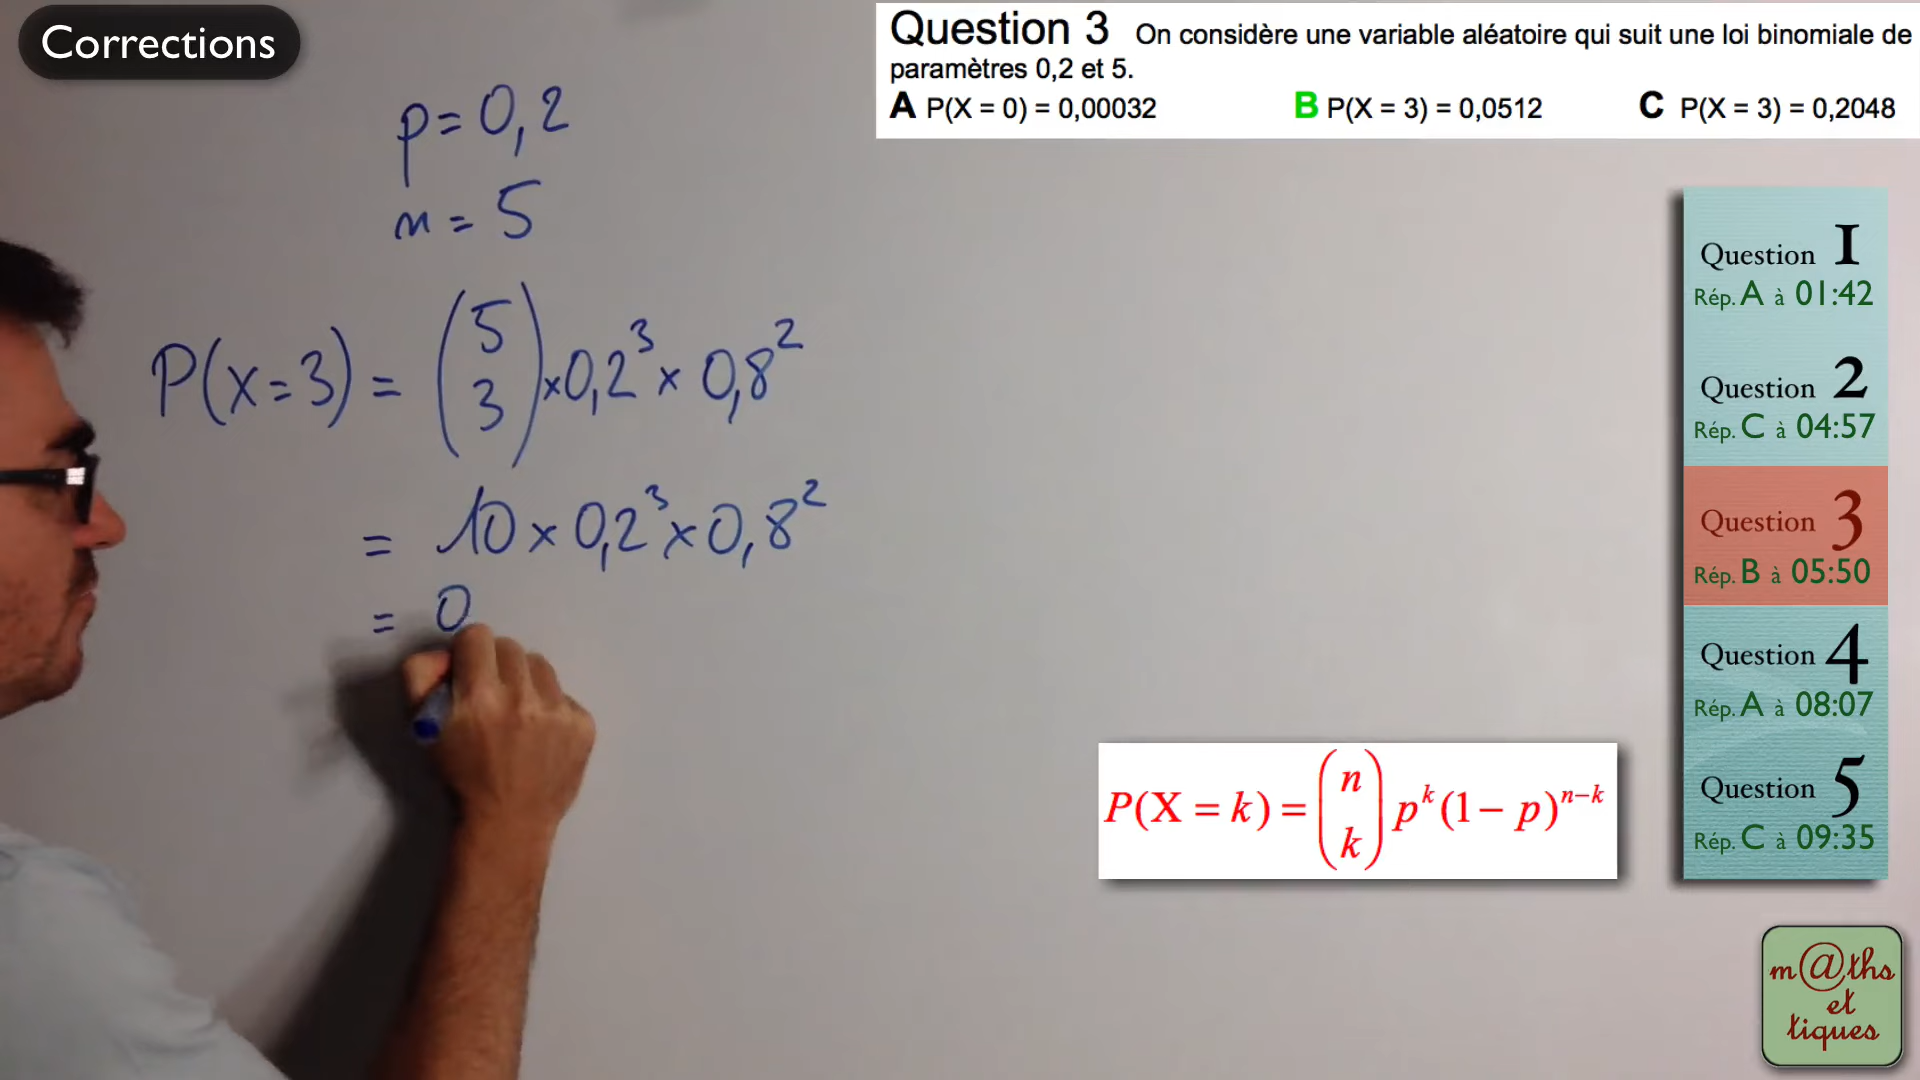 Corrections
Question 3 On considère une variable aléatoire qui suit une loi binomiale de
paramètres 0,2 et 5.
A P(X = 0) = 0,00032 B P(X = 3) = 0,0512 C P(X = 3) = 0,2048
p = 0,2
n = 5
P(X=3) = (5 3) × 0,2³ × 0,8²
= 10 × 0,2³ × 0,8²
= 0
Question 1
Rép. A à 01:42
Question 2
Rép. C à 04:57
Question 3
Rép. B à 05:50
Question 4
Rép. A à 08:07
Question 5
Rép. C à 09:35
P(X = k) = (n k) pᵏ(1 − p)ⁿ⁻ᵏ
m@ths
et
tiques